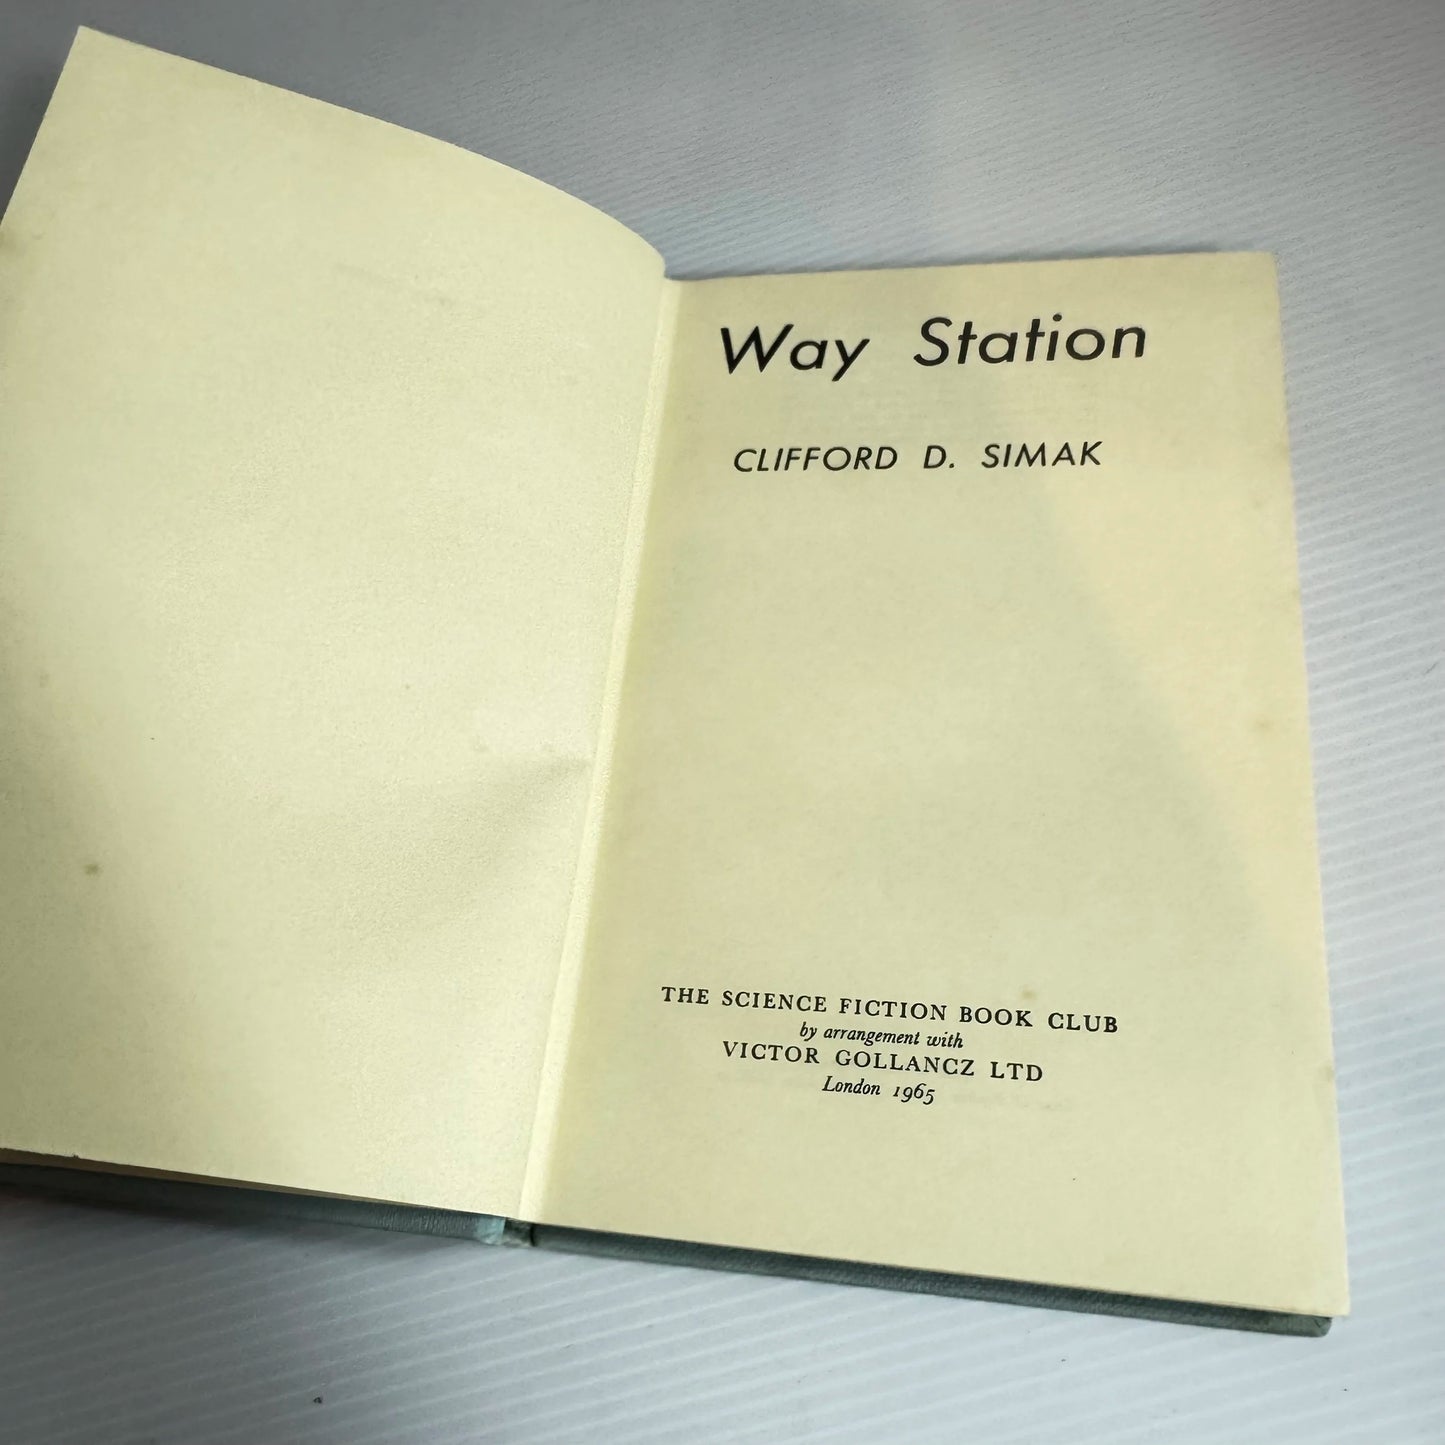 Way Station
CLIFFORD D. SIMAK
THE SCIENCE FICTION BOOK CLUB
by arrangement with
VICTOR GOLLANCZ LTD
London 1965